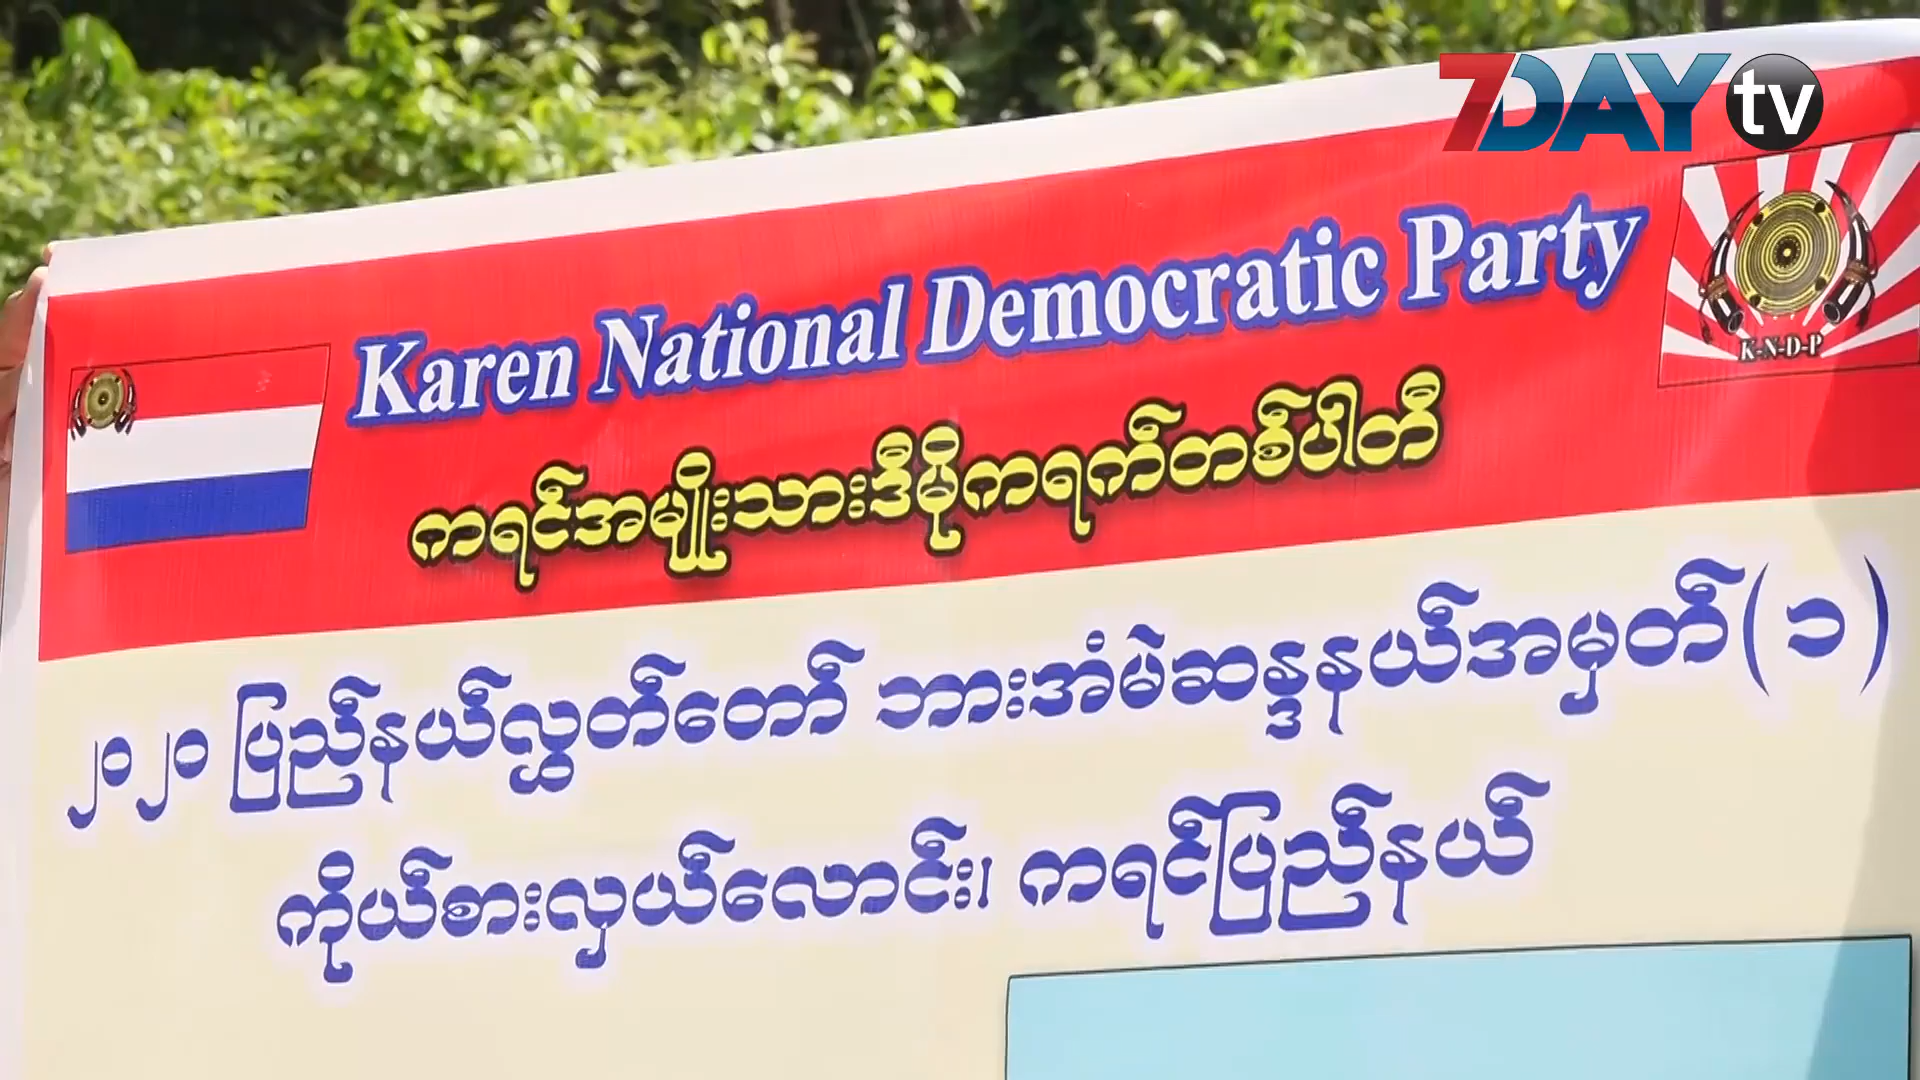 7DAY tv
Karen National Democratic Party
K-N-D-P
ကရင်အမျိုးသားဒီမိုကရက်တစ်ပါတီ
၂၀၂၀ ပြည်နယ်လွှတ်တော် ဘားအံမဲဆန္ဒနယ်အမှတ်(၁)
ကိုယ်စားလှယ်လောင်း၊ ကရင်ပြည်နယ်